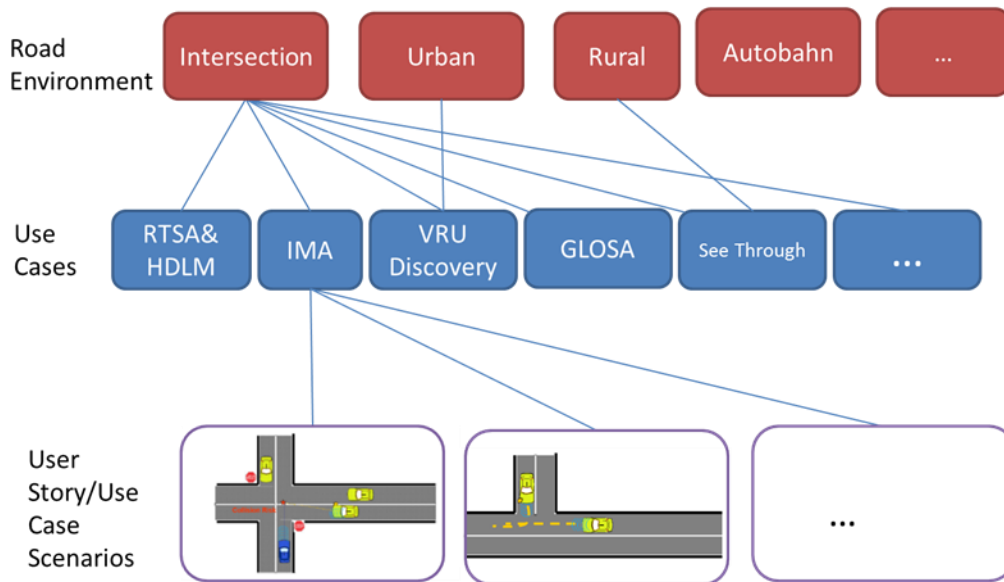 Road
Environment
Intersection
Urban
Rural
Autobahn
...
Use
Cases
RTSA&
HDLM
IMA
VRU
Discovery
GLOSA
See Through
...
User
Story/Use
Case
Scenarios
...